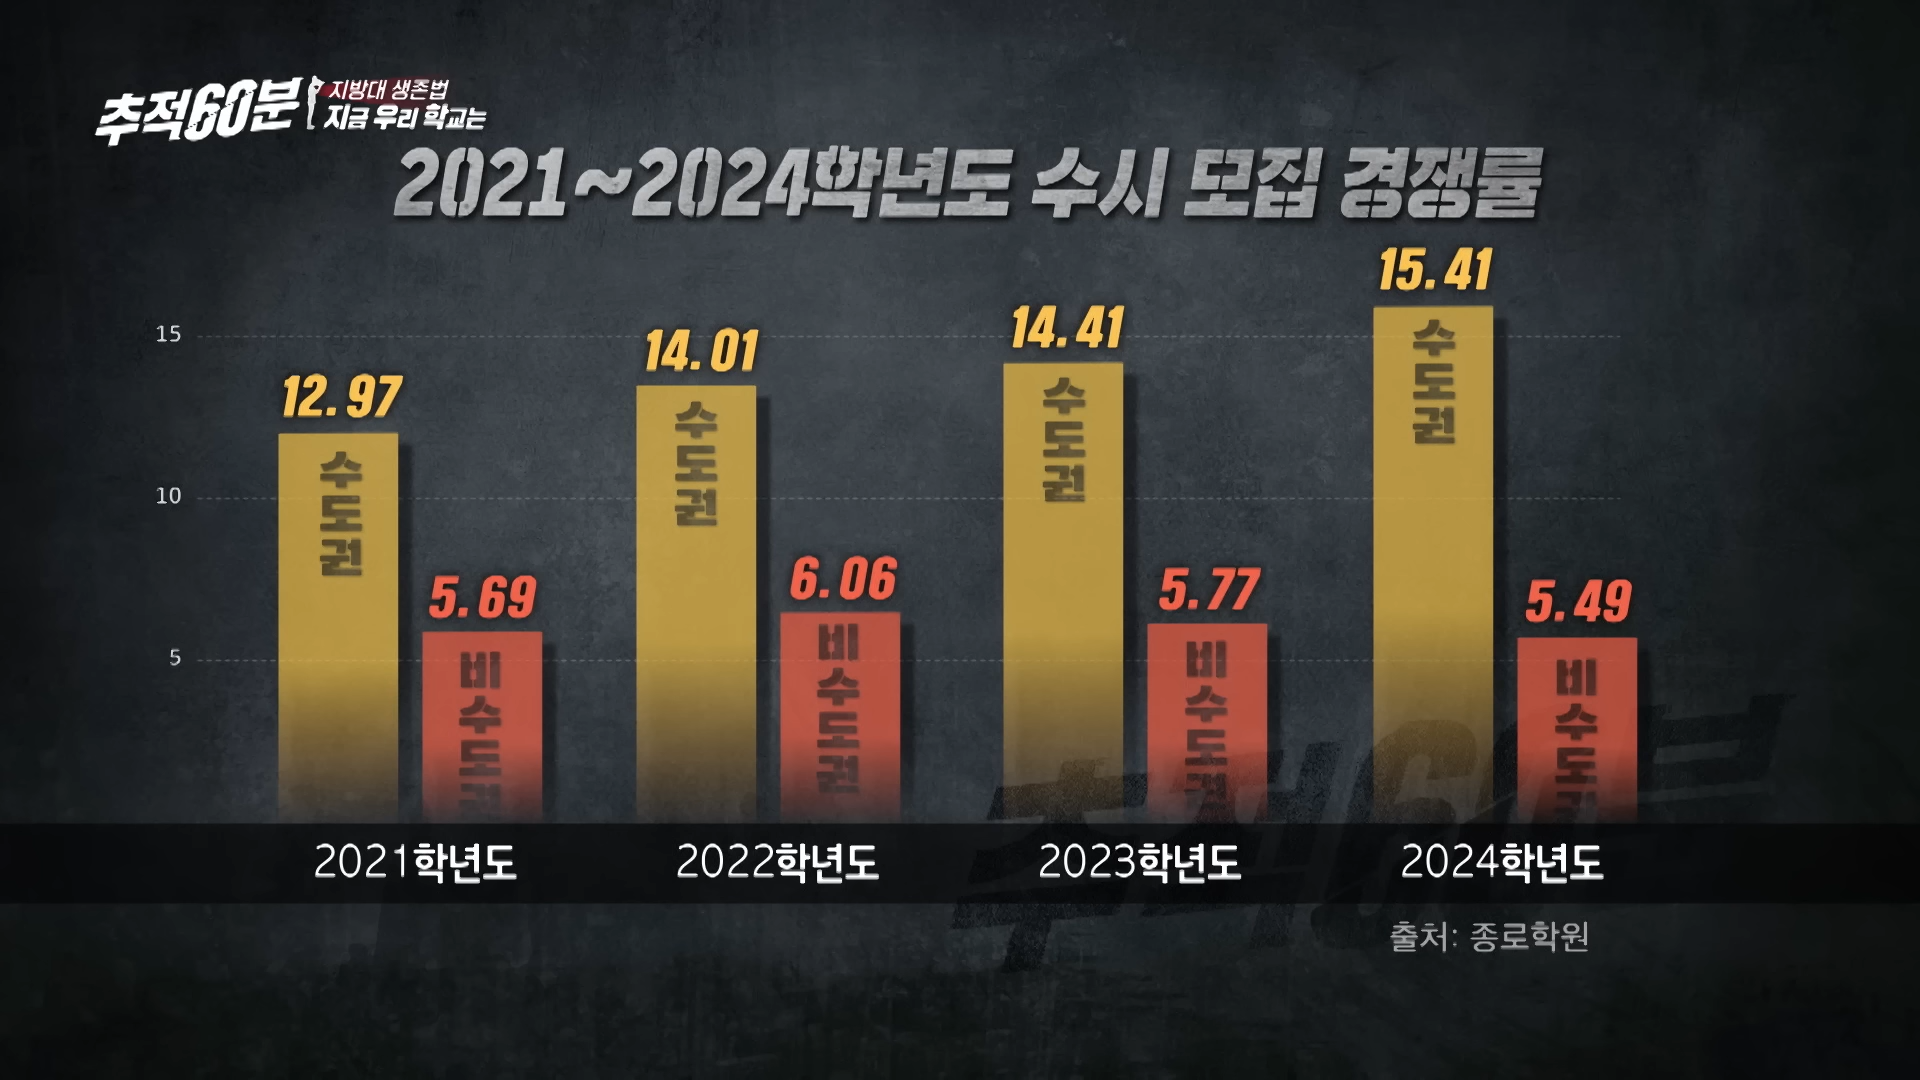 추적60분
지방대 생존법
지금 우리 학교는
2021~2024학년도 수시 모집 경쟁률
15
10
5
12.97
수도권
5.69
비수도권
14.01
수도권
6.06
비수도권
14.41
수도권
5.77
비수도권
15.41
수도권
5.49
비수도권
2021학년도
2022학년도
2023학년도
2024학년도
출처: 종로학원
추적60분